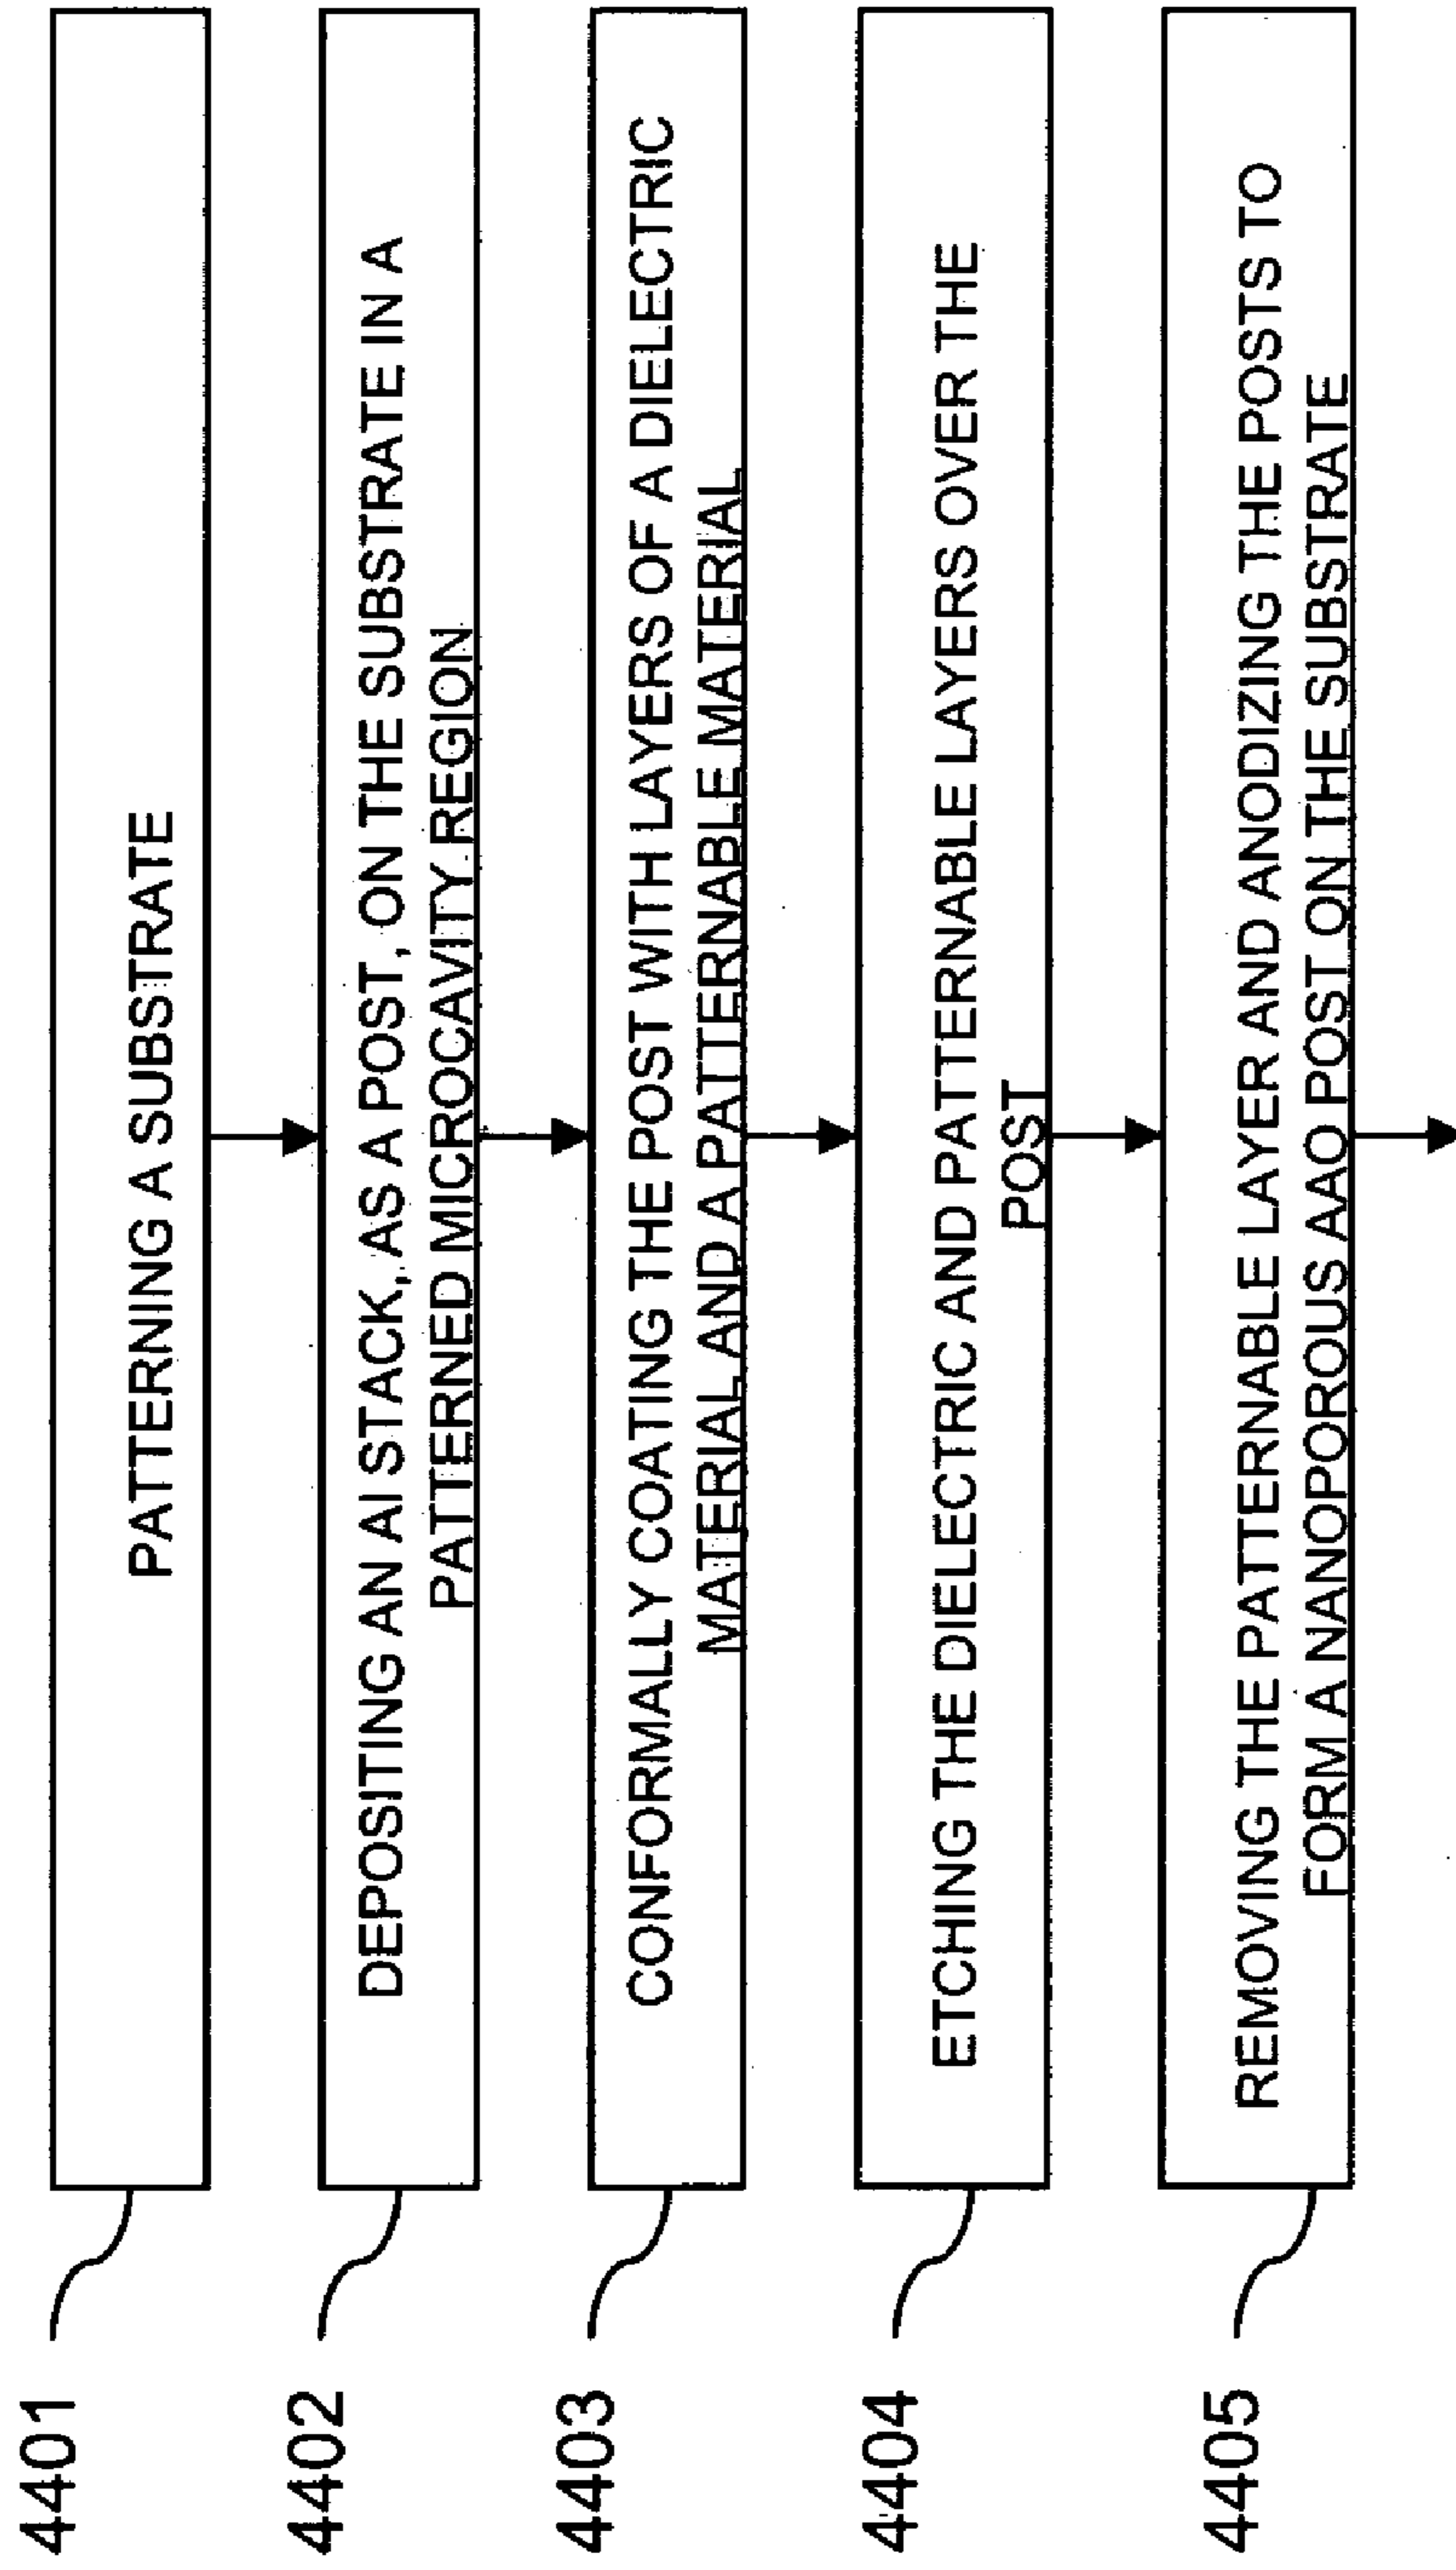 4401
PATTERNING A SUBSTRATE
4402
DEPOSITING AN Al STACK, AS A POST, ON THE SUBSTRATE IN A
PATTERNED MICROCAVITY REGION
4403
CONFORMALLY COATING THE POST WITH LAYERS OF A DIELECTRIC
MATERIAL AND A PATTERNABLE MATERIAL
4404
ETCHING THE DIELECTRIC AND PATTERNABLE LAYERS OVER THE
POST
4405
REMOVING THE PATTERNABLE LAYER AND ANODIZING THE POSTS TO
FORM A NANOPOROUS AAO POST ON THE SUBSTRATE